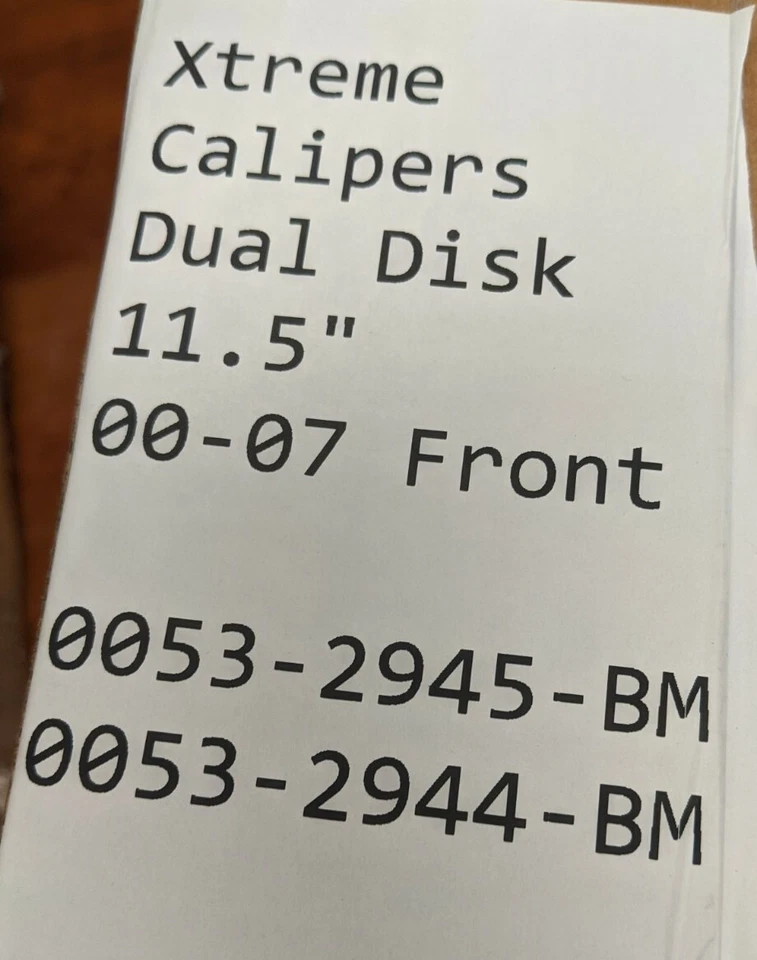 Xtreme
Calipers
Dual Disk
11.5"
00-07 Front
0053-2945-BM
0053-2944-BM